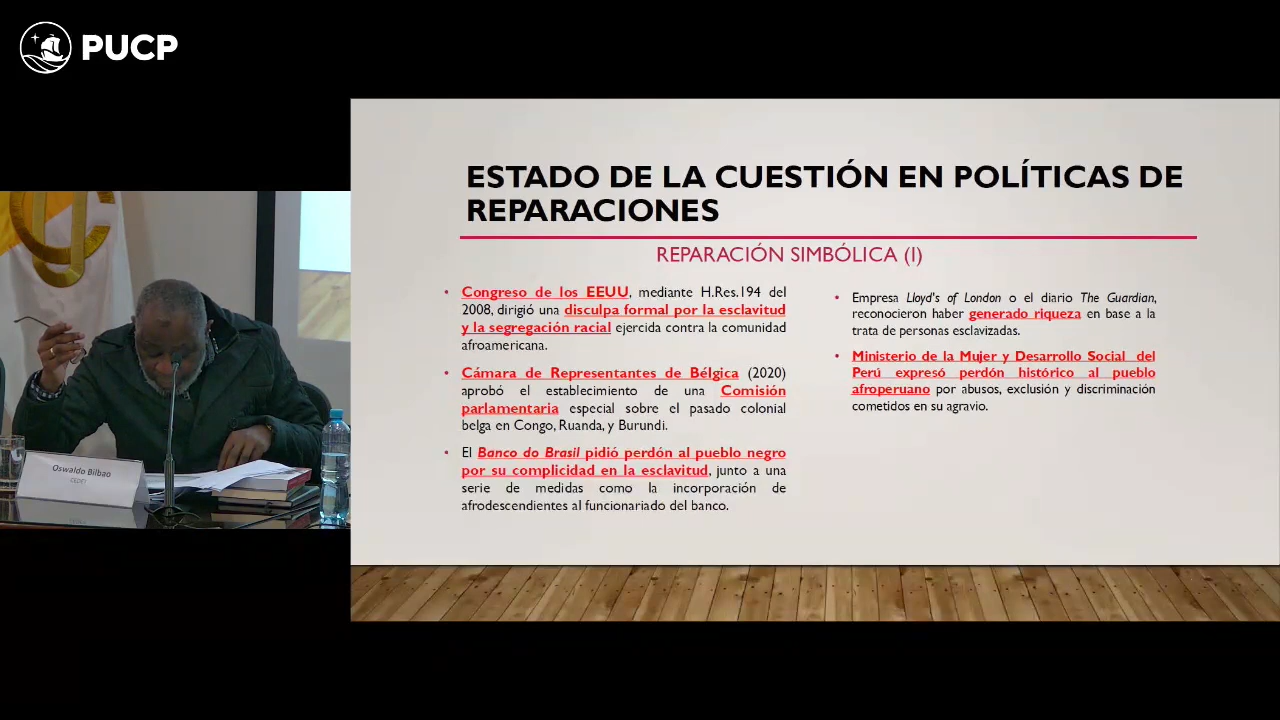 PUCP
ESTADO DE LA CUESTIÓN EN POLÍTICAS DE
REPARACIONES
REPARACIÓN SIMBÓLICA (I)
• Congreso de los EEUU, mediante H.Res.194 del
2008, dirigió una disculpa formal por la esclavitud
y la segregación racial ejercida contra la comunidad
afroamericana.
• Cámara de Representantes de Bélgica (2020)
aprobó el establecimiento de una Comisión
parlamentaria especial sobre el pasado colonial
belga en Congo, Ruanda, y Burundi.
• El Banco do Brasil pidió perdón al pueblo negro
por su complicidad en la esclavitud, junto a una
serie de medidas como la incorporación de
afrodescendientes al funcionariado del banco.
• Empresa Lloyd's of London o el diario The Guardian,
reconocieron haber generado riqueza en base a la
trata de personas esclavizadas.
• Ministerio de la Mujer y Desarrollo Social del
Perú expresó perdón histórico al pueblo
afroperuano por abusos, exclusión y discriminación
cometidos en su agravio.
Oswaldo Bilbao